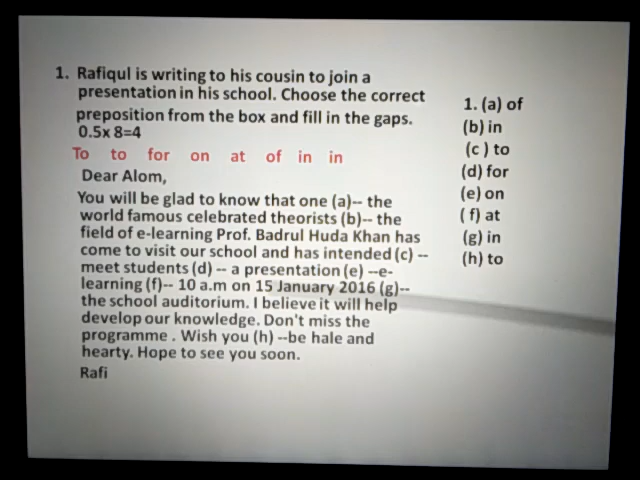 1. Rafiqul is writing to his cousin to join a
presentation in his school. Choose the correct
preposition from the box and fill in the gaps.
0.5x 8=4
To to for on at of in in
Dear Alom,
You will be glad to know that one (a)-- the
world famous celebrated theorists (b)-- the
field of e-learning Prof. Badrul Huda Khan has
come to visit our school and has intended (c) --
meet students (d) -- a presentation (e) --e-
learning (f)-- 10 a.m on 15 January 2016 (g)--
the school auditorium. I believe it will help
develop our knowledge. Don't miss the
programme . Wish you (h) --be hale and
hearty. Hope to see you soon.
Rafi
1. (a) of
(b) in
(c ) to
(d) for
(e) on
( f) at
(g) in
(h) to